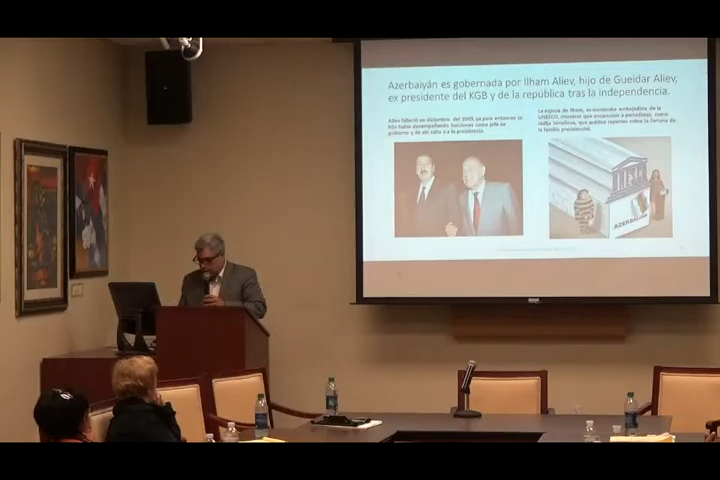 Azerbaiyán es gobernada por Ilham Aliev, hijo de Gueidar Aliev,
ex presidente del KGB y de la república tras la independencia.
Aliev falleció en diciembre del 2003, ya para entonces su
hijo había desempeñando funciones como jefe de
gobierno y de ahí salta a a la presidencia.
La esposa de Ilham, es nombrada embajadora de la
UNESCO, mientras que encarcelan a periodistas, como
Jadija Ismailova, que publica reportes sobre la fortuna de
la familia presidencial.
AZERBAIJAN